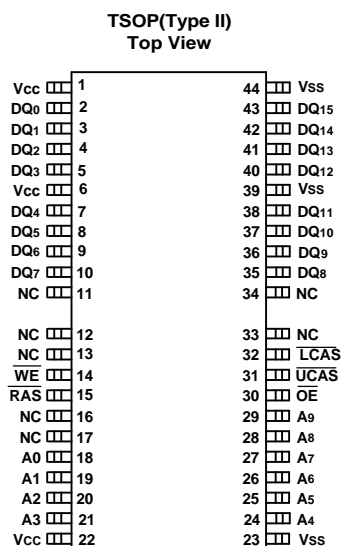 TSOP(Type II)
Top View
Vcc 1 44 Vss
DQ0 2 43 DQ15
DQ1 3 42 DQ14
DQ2 4 41 DQ13
DQ3 5 40 DQ12
Vcc 6 39 Vss
DQ4 7 38 DQ11
DQ5 8 37 DQ10
DQ6 9 36 DQ9
DQ7 10 35 DQ8
NC 11 34 NC
NC 12 33 NC
NC 13 32 LCAS
WE 14 31 UCAS
RAS 15 30 OE
NC 16 29 A9
NC 17 28 A8
A0 18 27 A7
A1 19 26 A6
A2 20 25 A5
A3 21 24 A4
Vcc 22 23 Vss